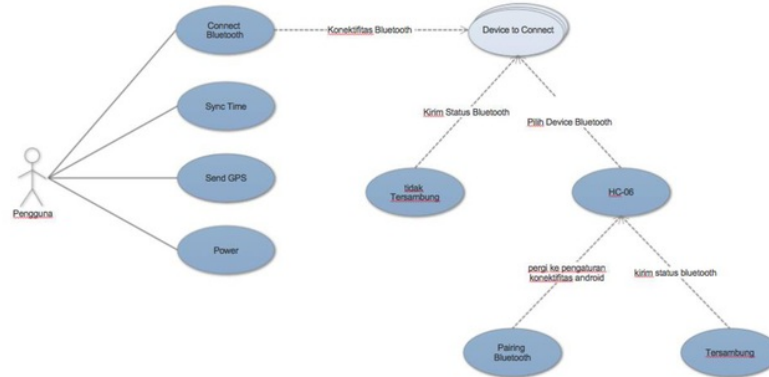 Connect
Bluetooth
Konektifitas Bluetooth
Device to Connect
Sync Time
Kirim Status Bluetooth
Pilih Device Bluetooth
Send GPS
tidak
Tersambung
HC-06
Pengguna
Power
pergi ke pengaturan
konektifitas android
kirim status bluetooth
Pairing
Bluetooth
Tersambung